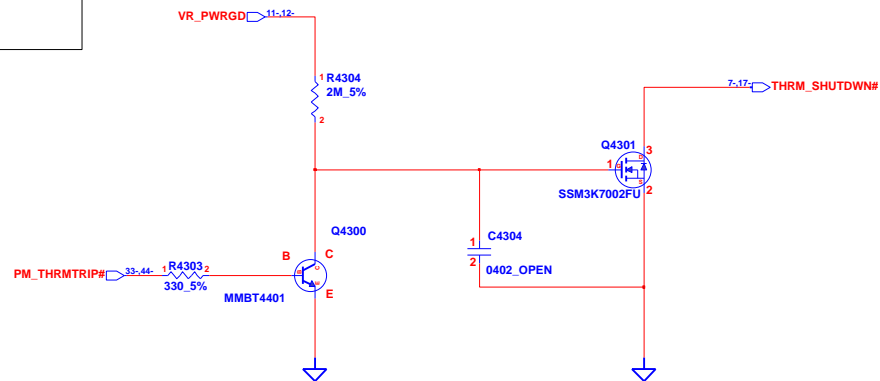 VR_PWRGD 11-,12-
1 R4304
2M_5%
2
7-,17- THRM_SHUTDWN#
Q4301
3
1 G D S
2
SSM3K7002FU
Q4300
1 C4304
2
0402_OPEN
B C
PM_THRMTRIP# 33-,44- 1 R4303 2
330_5%
B C E
E
MMBT4401